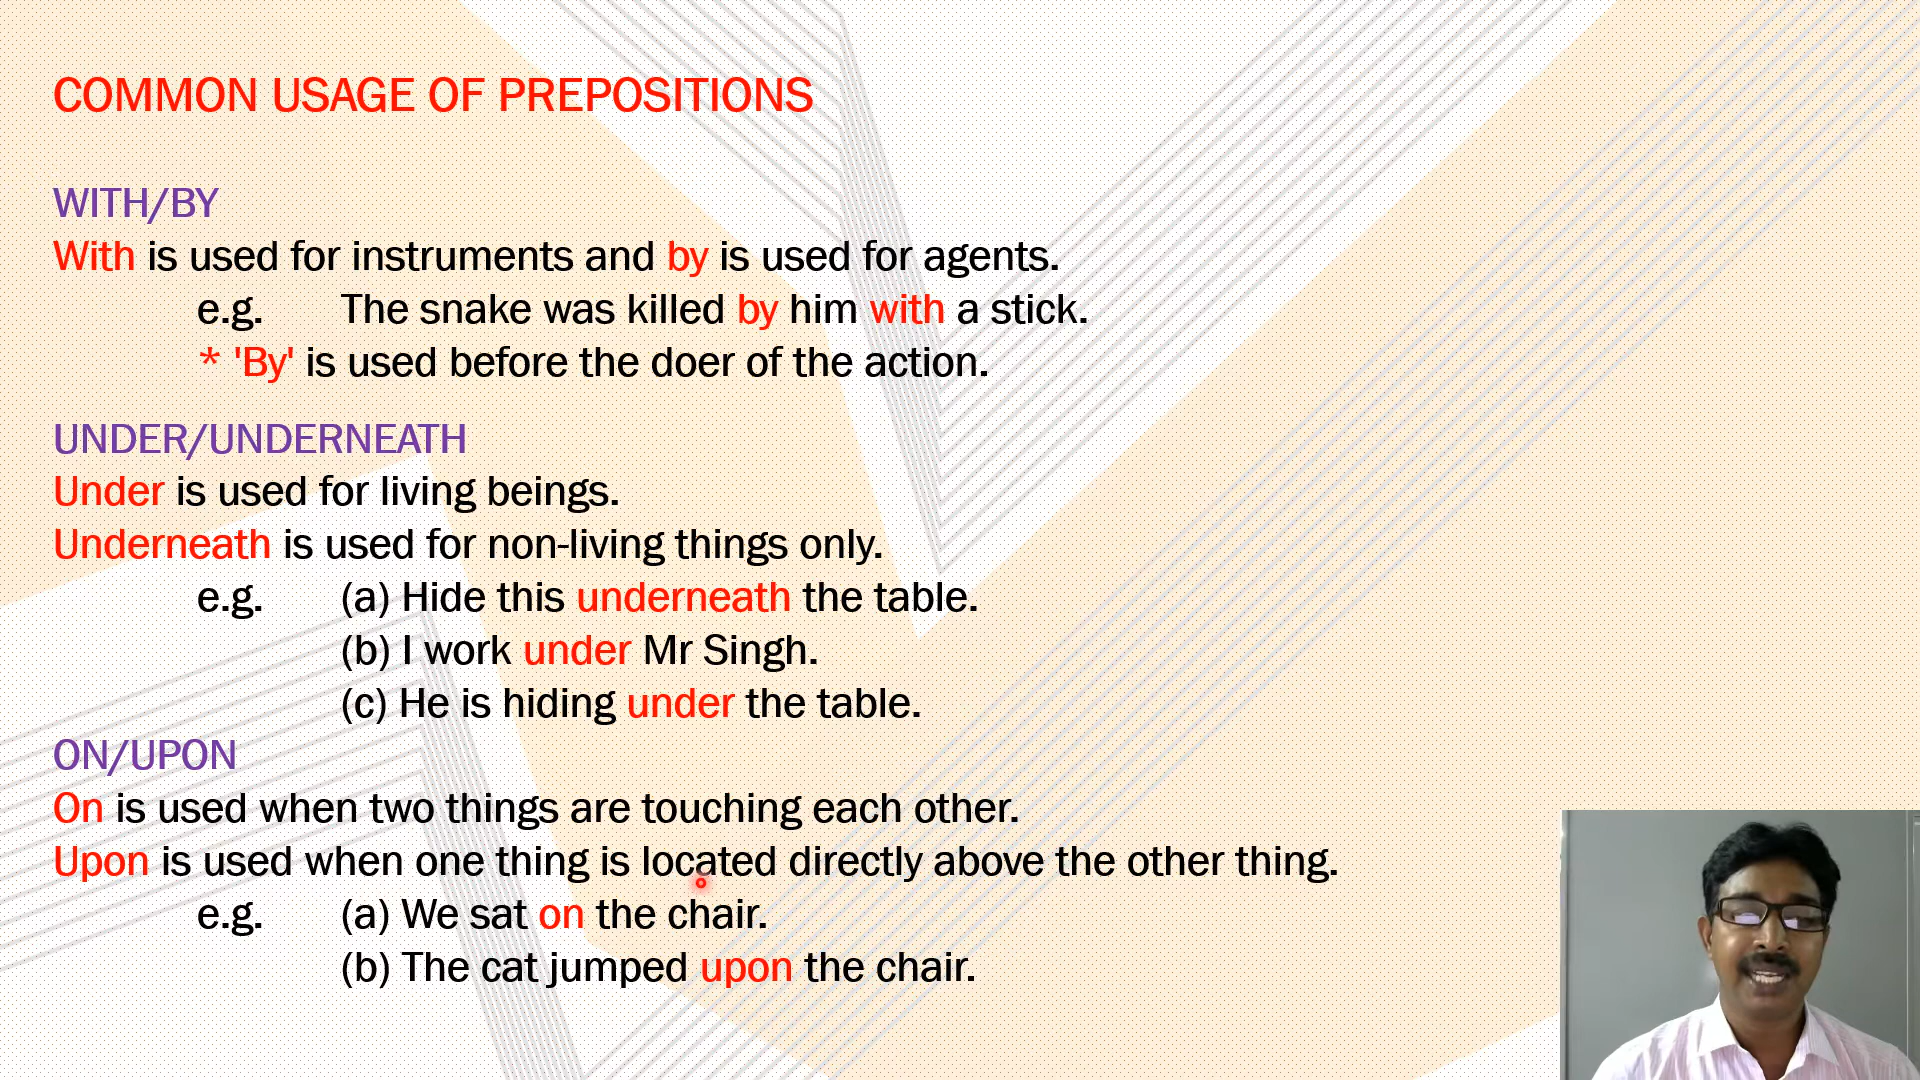 COMMON USAGE OF PREPOSITIONS
WITH/BY
With is used for instruments and by is used for agents.
e.g. The snake was killed by him with a stick.
* 'By' is used before the doer of the action.
UNDER/UNDERNEATH
Under is used for living beings.
Underneath is used for non-living things only.
e.g. (a) Hide this underneath the table.
(b) I work under Mr Singh.
(c) He is hiding under the table.
ON/UPON
On is used when two things are touching each other.
Upon is used when one thing is located directly above the other thing.
e.g. (a) We sat on the chair.
(b) The cat jumped upon the chair.